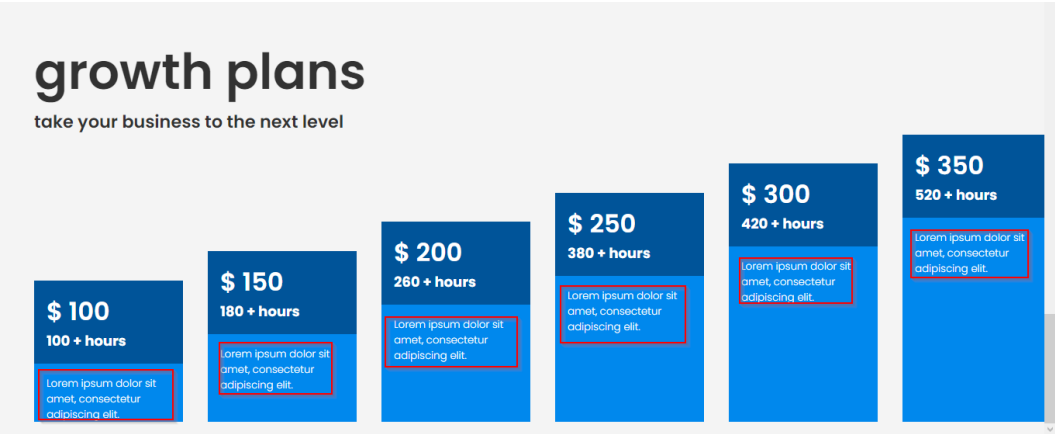 growth plans
take your business to the next level
$ 100
100 + hours
Lorem ipsum dolor sit
amet, consectetur
adipiscing elit.
$ 150
180 + hours
Lorem ipsum dolor sit
amet, consectetur
adipiscing elit.
$ 200
260 + hours
Lorem ipsum dolor sit
amet, consectetur
adipiscing elit.
$ 250
380 + hours
Lorem ipsum dolor sit
amet, consectetur
adipiscing elit.
$ 300
420 + hours
Lorem ipsum dolor sit
amet, consectetur
adipiscing elit.
$ 350
520 + hours
Lorem ipsum dolor sit
amet, consectetur
adipiscing elit.